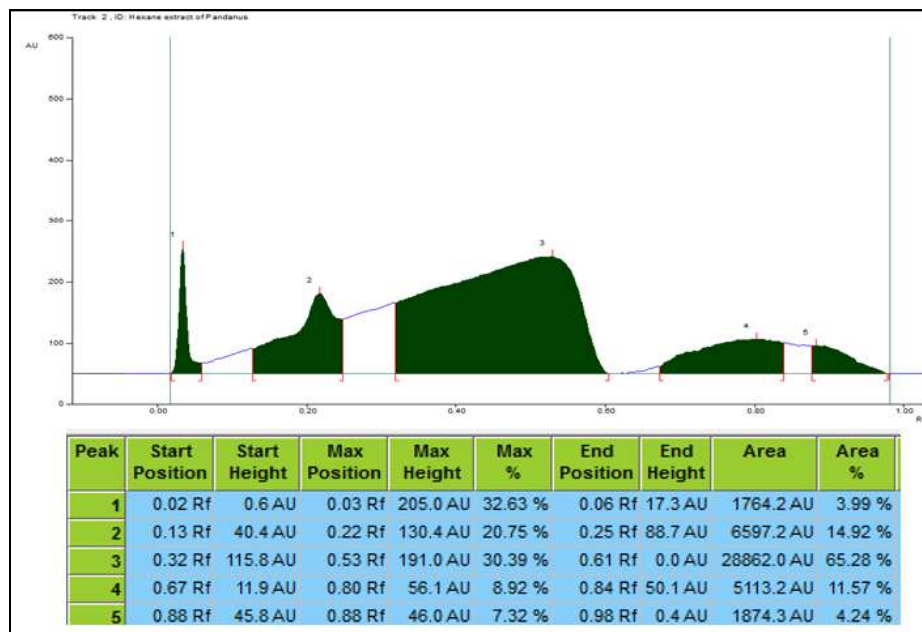 Track 2 , ID: Hexane extract of Pandanus
600
AU
500
400
300
200
100
0
1
2
3
4
5
0.00 0.20 0.40 0.60 0.80 1.00
R
Peak Start Position Start Height Max Position Max Height Max % End Position End Height Area Area %
1 0.02 Rf 0.6 AU 0.03 Rf 205.0 AU 32.63 % 0.06 Rf 17.3 AU 1764.2 AU 3.99 %
2 0.13 Rf 40.4 AU 0.22 Rf 130.4 AU 20.75 % 0.25 Rf 88.7 AU 6597.2 AU 14.92 %
3 0.32 Rf 115.8 AU 0.53 Rf 191.0 AU 30.39 % 0.61 Rf 0.0 AU 28862.0 AU 65.28 %
4 0.67 Rf 11.9 AU 0.80 Rf 56.1 AU 8.92 % 0.84 Rf 50.1 AU 5113.2 AU 11.57 %
5 0.88 Rf 45.8 AU 0.88 Rf 46.0 AU 7.32 % 0.98 Rf 0.4 AU 1874.3 AU 4.24 %